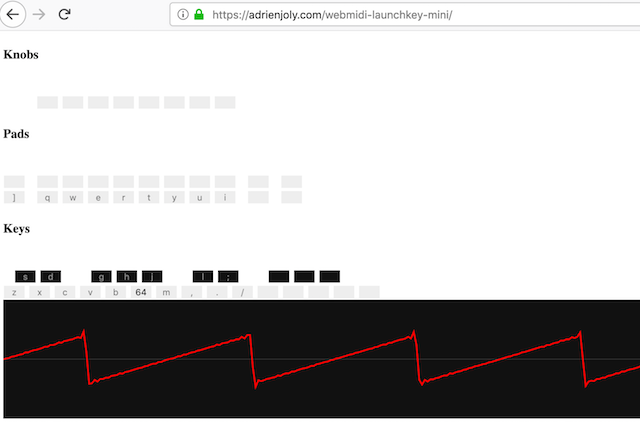 https://adrienjoly.com/webmidi-launchkey-mini/
Knobs
Pads
] q w e r t y u i
Keys
s d g h j l ;
z x c v b 64 m , . /